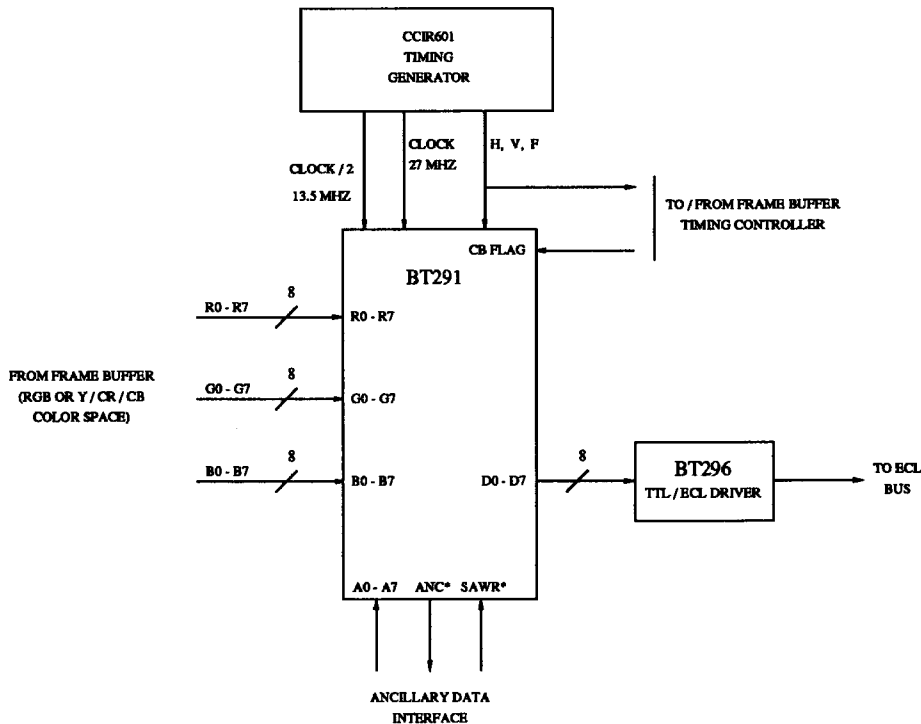 CCIR601
TIMING
GENERATOR
CLOCK / 2
13.5 MHZ
CLOCK
27 MHZ
H, V, F
TO / FROM FRAME BUFFER
TIMING CONTROLLER
CB FLAG
BT291
R0 - R7
8
R0 - R7
FROM FRAME BUFFER
(RGB OR Y / CR / CB
COLOR SPACE)
G0 - G7
8
G0 - G7
B0 - B7
8
B0 - B7
D0 - D7
8
BT296
TTL / ECL DRIVER
TO ECL
BUS
A0 - A7 ANC* SAWR*
ANCILLARY DATA
INTERFACE